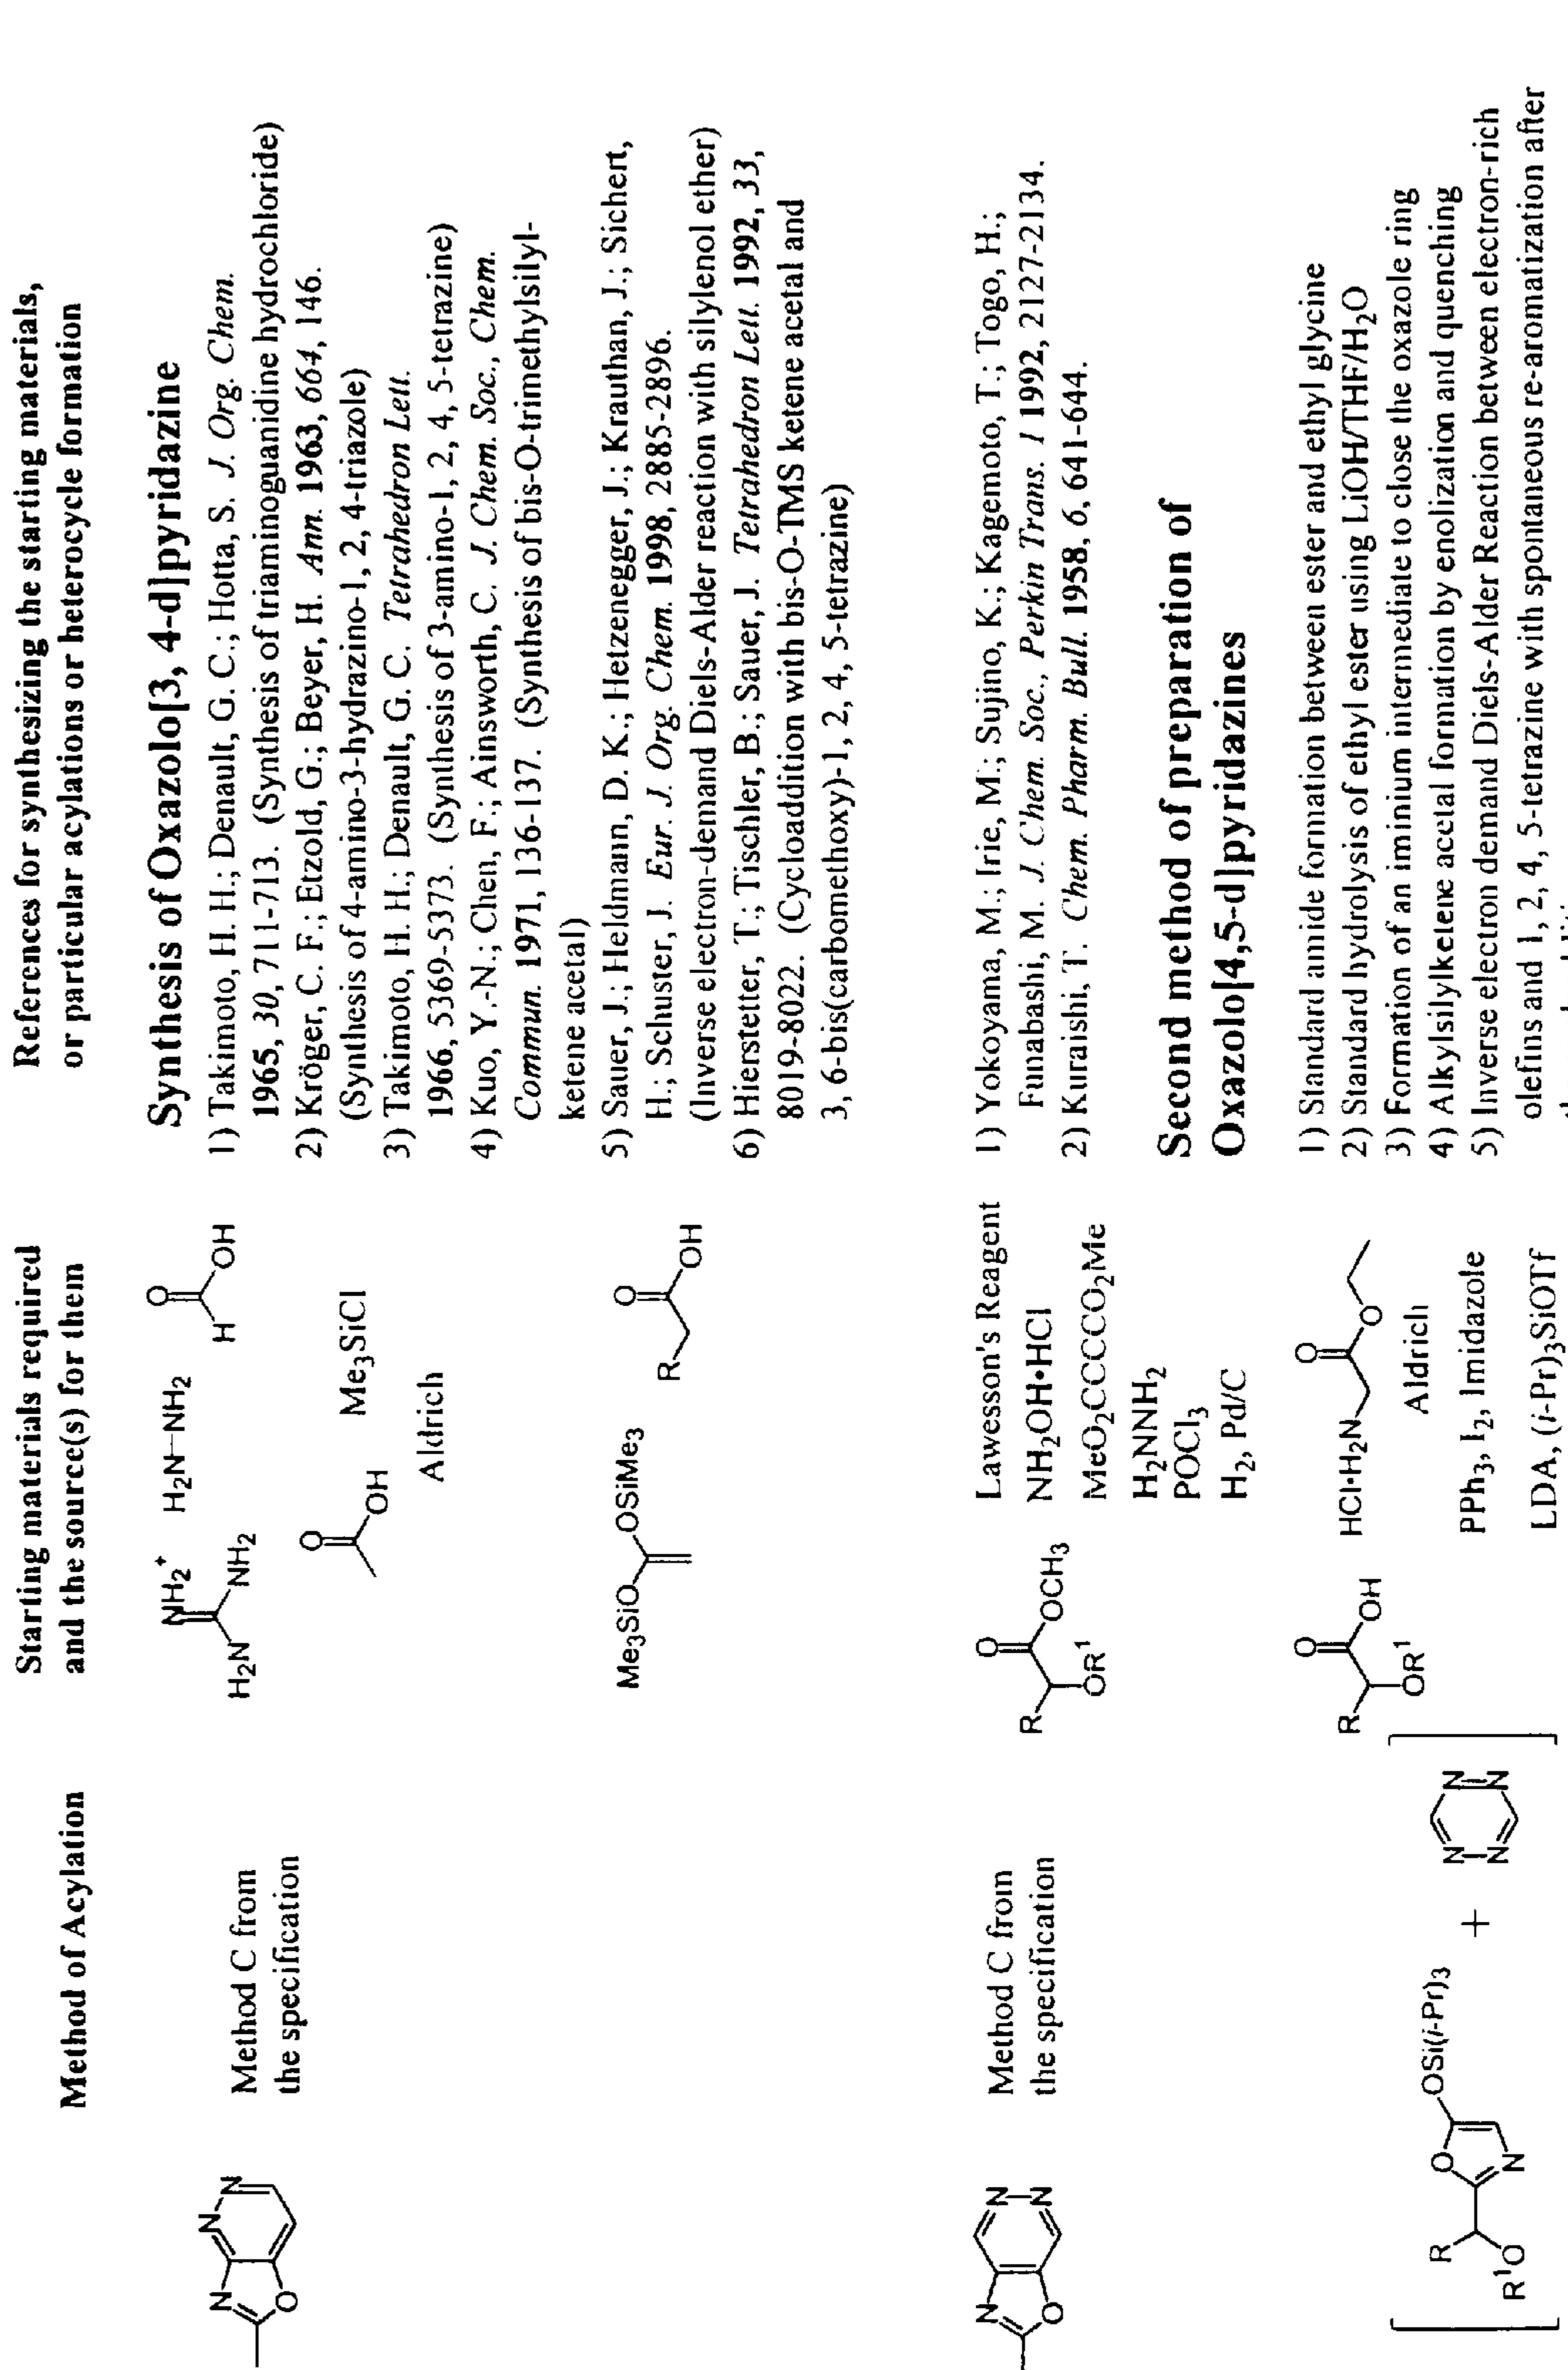 Method of Acylation
Starting materials required
and the source(s) for them
References for synthesizing the starting materials,
or particular acylations or heterocycle formation
N
O
N
N
Method C from
the specification
NH2+
H2N
NH2
H2N–NH2
O
H
OH
O
OH
Me3SiCl
Aldrich
Me3SiO
OSiMe3
R
O
OH
Synthesis of Oxazolo[3, 4-d]pyridazine
1) Takimoto, H. H.; Denault, G. C.; Hotta, S. J. Org. Chem.
1965, 30, 711-713. (Synthesis of triaminoguanidine hydrochloride)
2) Kröger, C. F.; Etzold, G.; Beyer, H. Am. 1963, 664, 146.
(Synthesis of 4-amino-3-hydrazino-1, 2, 4-triazole)
3) Takimoto, H. H.; Denault, G. C. Tetrahedron Lett.
1966, 5369-5373. (Synthesis of 3-amino-1, 2, 4, 5-tetrazine)
4) Kuo, Y.-N.; Chen, F.; Ainsworth, C. J. Chem. Soc., Chem.
Commun. 1971, 136-137. (Synthesis of bis-O-trimethylsilyl-
ketene acetal)
5) Sauer, J.; Heldmann, D. K.; Hetzenegger, J.; Krauthan, J.; Sichert,
H.; Schuster, J. Eur. J. Org. Chem. 1998, 2885-2896.
(Inverse electron-demand Diels-Alder reaction with silylenol ether)
6) Hierstetter, T.; Tischler, B.; Sauer, J. Tetrahedron Lett. 1992, 33,
8019-8022. (Cycloaddition with bis-O-TMS ketene acetal and
3, 6-bis(carbomethoxy)-1, 2, 4, 5-tetrazine)
N
O
N
N
Method C from
the specification
R
O
OCH3
OR1
Lawesson's Reagent
NH2OH•HCl
MeO2CCCCO2Me
H2NNH2
POCl3
H2, Pd/C
1) Yokoyama, M.; Irie, M.; Sujino, K.; Kagemoto, T.; Togo, H.;
Funabashi, M. J. Chem. Soc., Perkin Trans. 1 1992, 2127-2134.
2) Kuraishi, T. Chem. Pharm. Bull. 1958, 6, 641-644.
Second method of preparation of
Oxazolo[4,5-d]pyridazines
R
R1O
O
N
OSi(i-Pr)3
+
N
N
N
N
R
O
OH
OR1
HCl•H2N
O
O
Aldrich
PPh3, I2, Imidazole
LDA, (i-Pr)3SiOTf
1) Standard amide formation between ester and ethyl glycine
2) Standard hydrolysis of ethyl ester using LiOH/THF/H2O
3) Formation of an iminium intermediate to close the oxazole ring
4) Alkylsilylketene acetal formation by enolization and quenching
5) Inverse electron demand Diels-Alder Reaction between electron-rich
olefins and 1, 2, 4, 5-tetrazine with spontaneous re-aromatization after